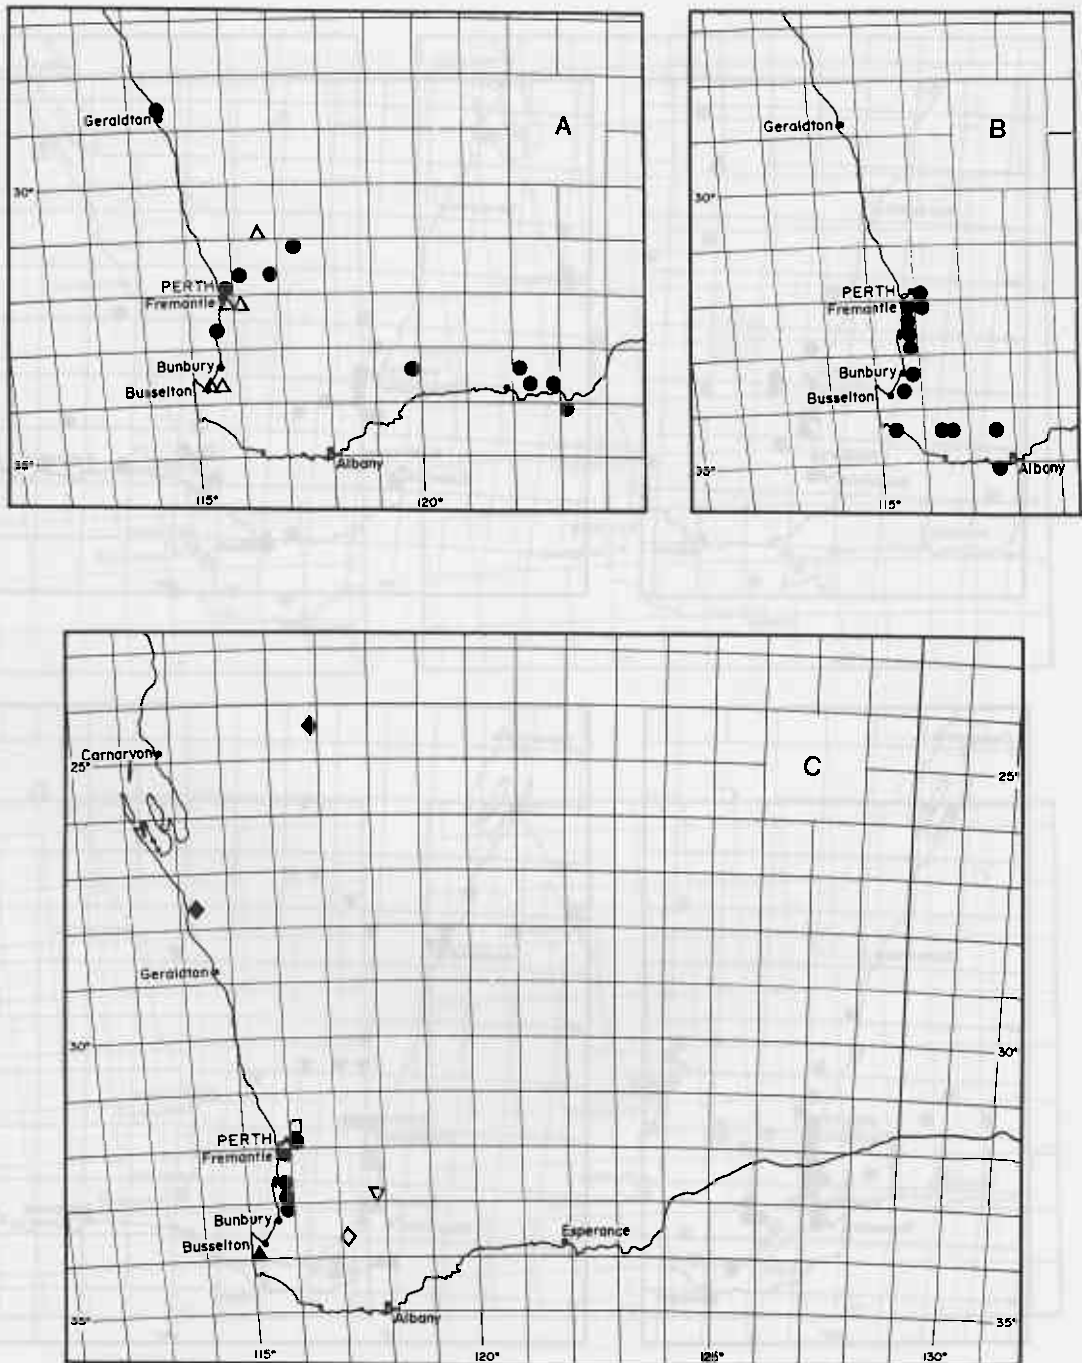 A
Geraldton
30°
PERTH
Fremantle
Bunbury
Busselton
35°
Albany
115°
120°
B
Geraldton
30°
PERTH
Fremantle
Bunbury
Busselton
35°
Albany
115°
C
Carnarvon
25°
25°
Geraldton
30°
30°
PERTH
Fremantle
Bunbury
Esperance
Busselton
35°
Albany
35°
115°
120°
125°
130°